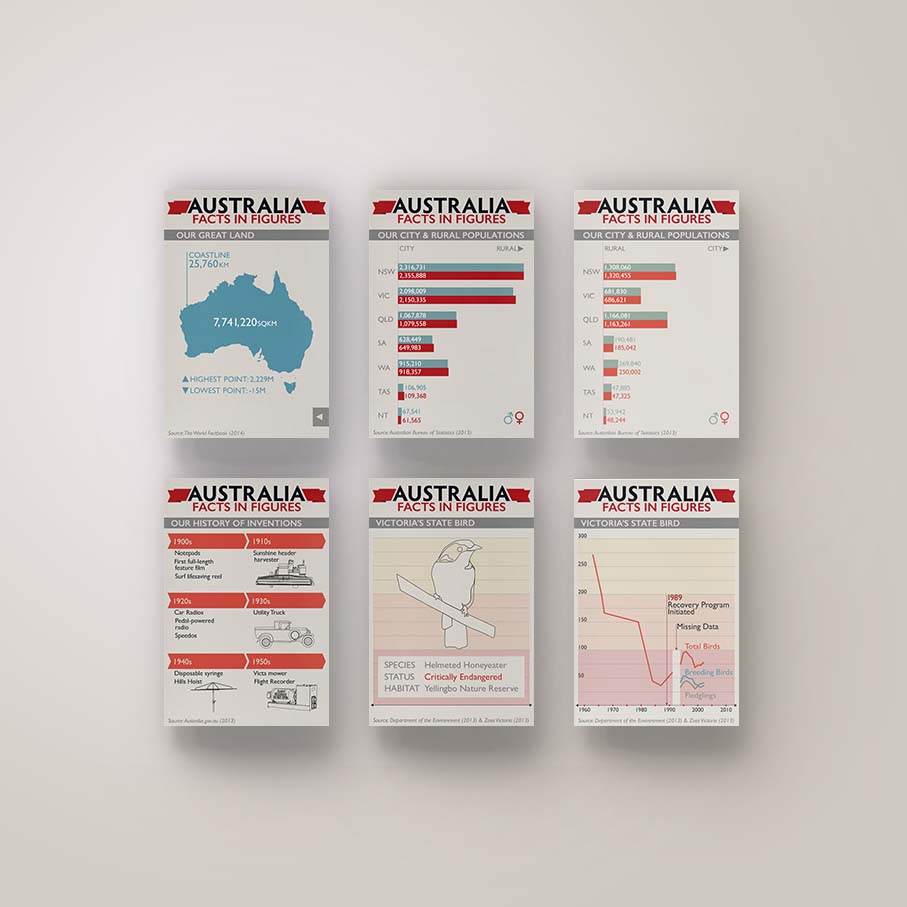 AUSTRALIA
FACTS IN FIGURES
OUR GREAT LAND
COASTLINE
25,760KM
7,741,220SQKM
▲HIGHEST POINT: 2,229M
▼LOWEST POINT: -15M
Source: The World Factbook (2014)
AUSTRALIA
FACTS IN FIGURES
OUR CITY & RURAL POPULATIONS
CITY RURAL▶
NSW 2,316,731
2,355,888
VIC 2,098,009
2,150,335
QLD 1,067,878
1,079,558
SA 628,449
649,983
WA 915,210
918,357
TAS 106,905
109,368
NT 67,541
61,565
Source: Australian Bureau of Statistics (2013)
AUSTRALIA
FACTS IN FIGURES
OUR CITY & RURAL POPULATIONS
RURAL CITY▶
NSW 1,308,060
1,320,455
VIC 681,830
686,621
QLD 1,166,081
1,163,261
SA 190,481
185,042
WA 269,840
250,002
TAS 47,885
47,325
NT 53,942
48,244
Source: Australian Bureau of Statistics (2013)
AUSTRALIA
FACTS IN FIGURES
OUR HISTORY OF INVENTIONS
1900s
Notepads
First full-length
feature film
Surf lifesaving reel
1910s
Sunshine header
harvester
1920s
Car Radios
Pedal-powered
radio
Speedos
1930s
Utility Truck
1940s
Disposable syringe
Hills Hoist
1950s
Victa mower
Flight Recorder
Source: Australia.gov.au (2013)
AUSTRALIA
FACTS IN FIGURES
VICTORIA'S STATE BIRD
SPECIES Helmeted Honeyeater
STATUS Critically Endangered
HABITAT Yellingbo Nature Reserve
Source: Department of the Environment (2013) & Zoos Victoria (2013)
AUSTRALIA
FACTS IN FIGURES
VICTORIA'S STATE BIRD
300
250
200
150
100
50
1989
Recovery Program
Initiated
Missing Data
Total Birds
Breeding Birds
Fledglings
1960 1970 1980 1990 2000 2010
Source: Department of the Environment (2013) & Zoos Victoria (2013)